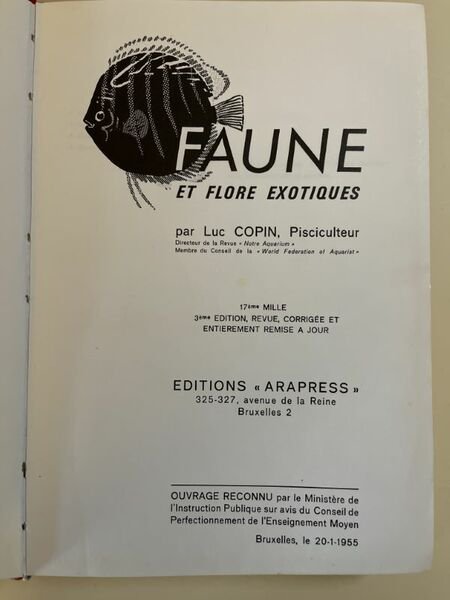 FAUNE
ET FLORE EXOTIQUES
par Luc COPIN, Pisciculteur
Directeur de la Revue « Notre Aquarium »
Membre du Conseil de la « World Federation of Aquarist »
17ème MILLE
3ème EDITION, REVUE, CORRIGÉE ET
ENTIEREMENT REMISE A JOUR
EDITIONS « ARAPRESS »
325-327, avenue de la Reine
Bruxelles 2
OUVRAGE RECONNU par le Ministère de
l'Instruction Publique sur avis du Conseil de
Perfectionnement de l'Enseignement Moyen
Bruxelles, le 20-1-1955